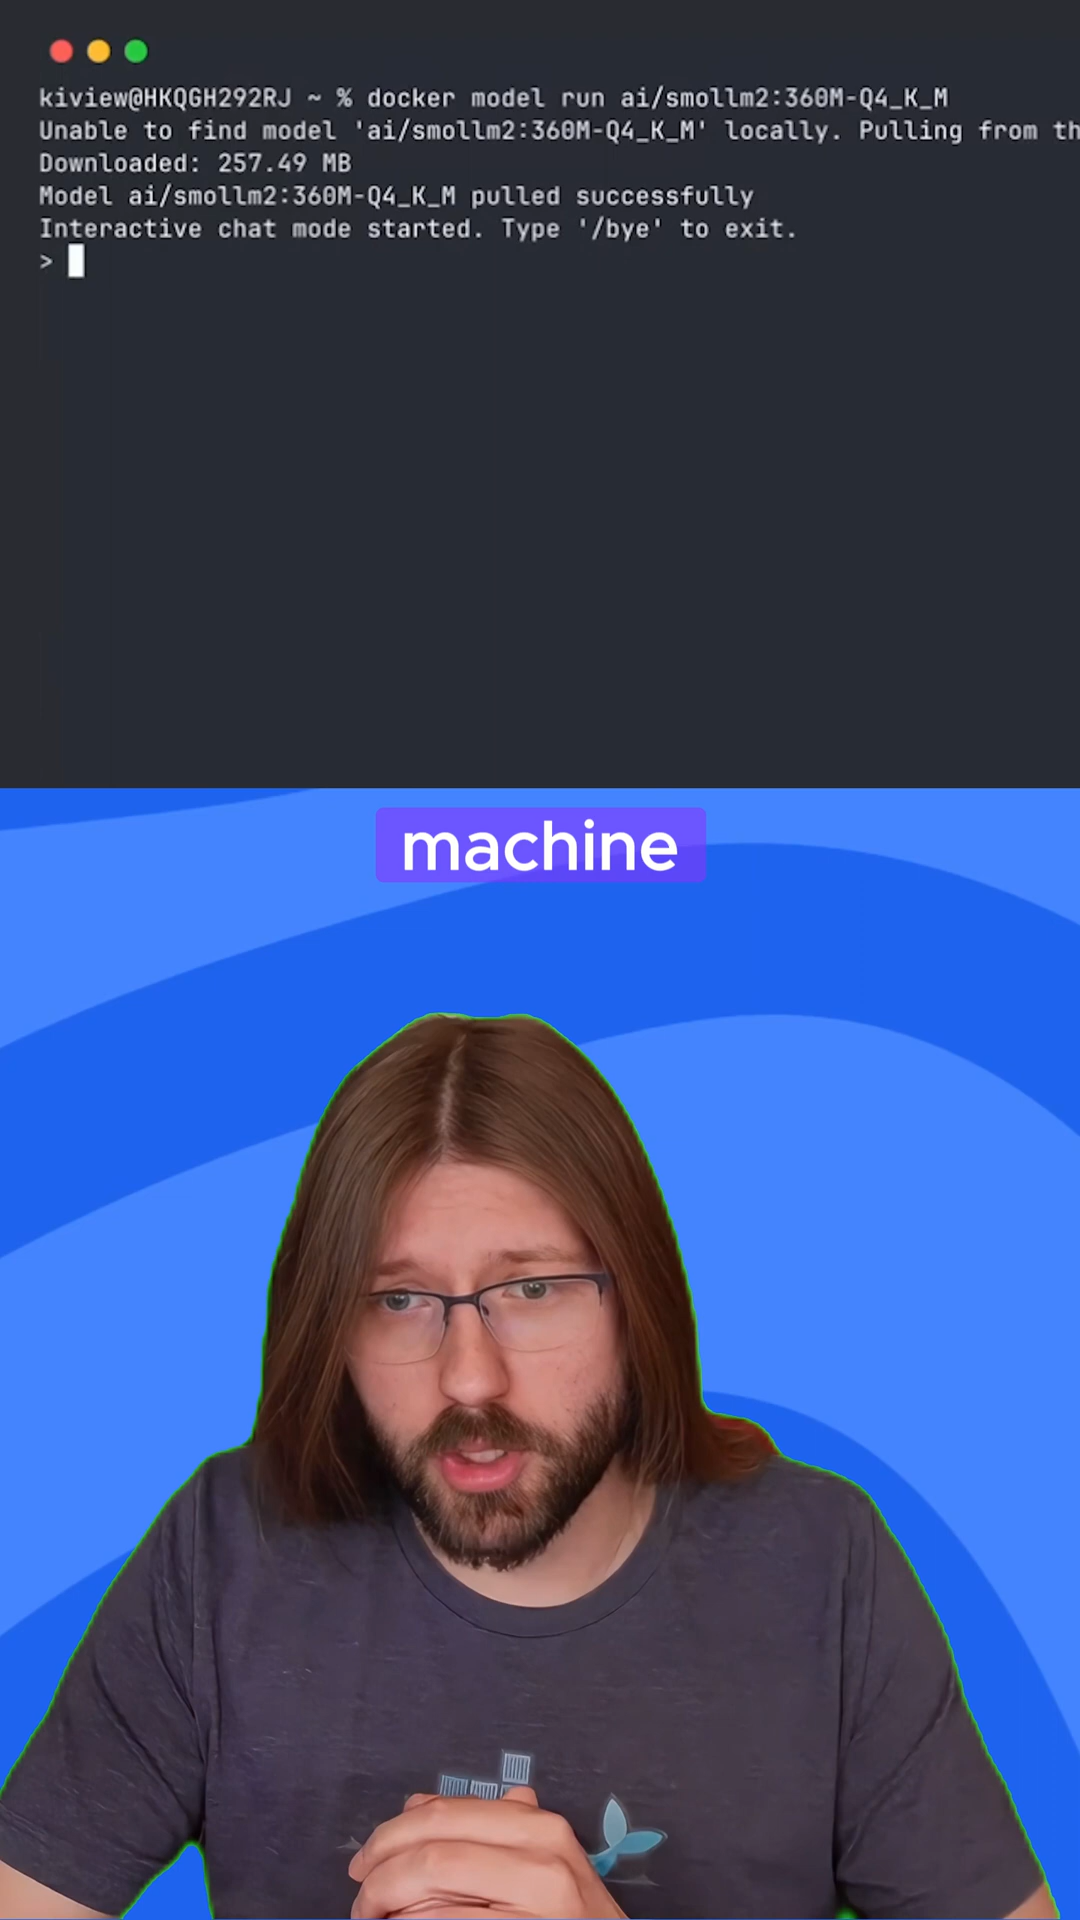 kiview@HKQGH292RJ ~ % docker model run ai/smollm2:360M-Q4_K_M
Unable to find model 'ai/smollm2:360M-Q4_K_M' locally. Pulling from th
Downloaded: 257.49 MB
Model ai/smollm2:360M-Q4_K_M pulled successfully
Interactive chat mode started. Type '/bye' to exit.
>
machine